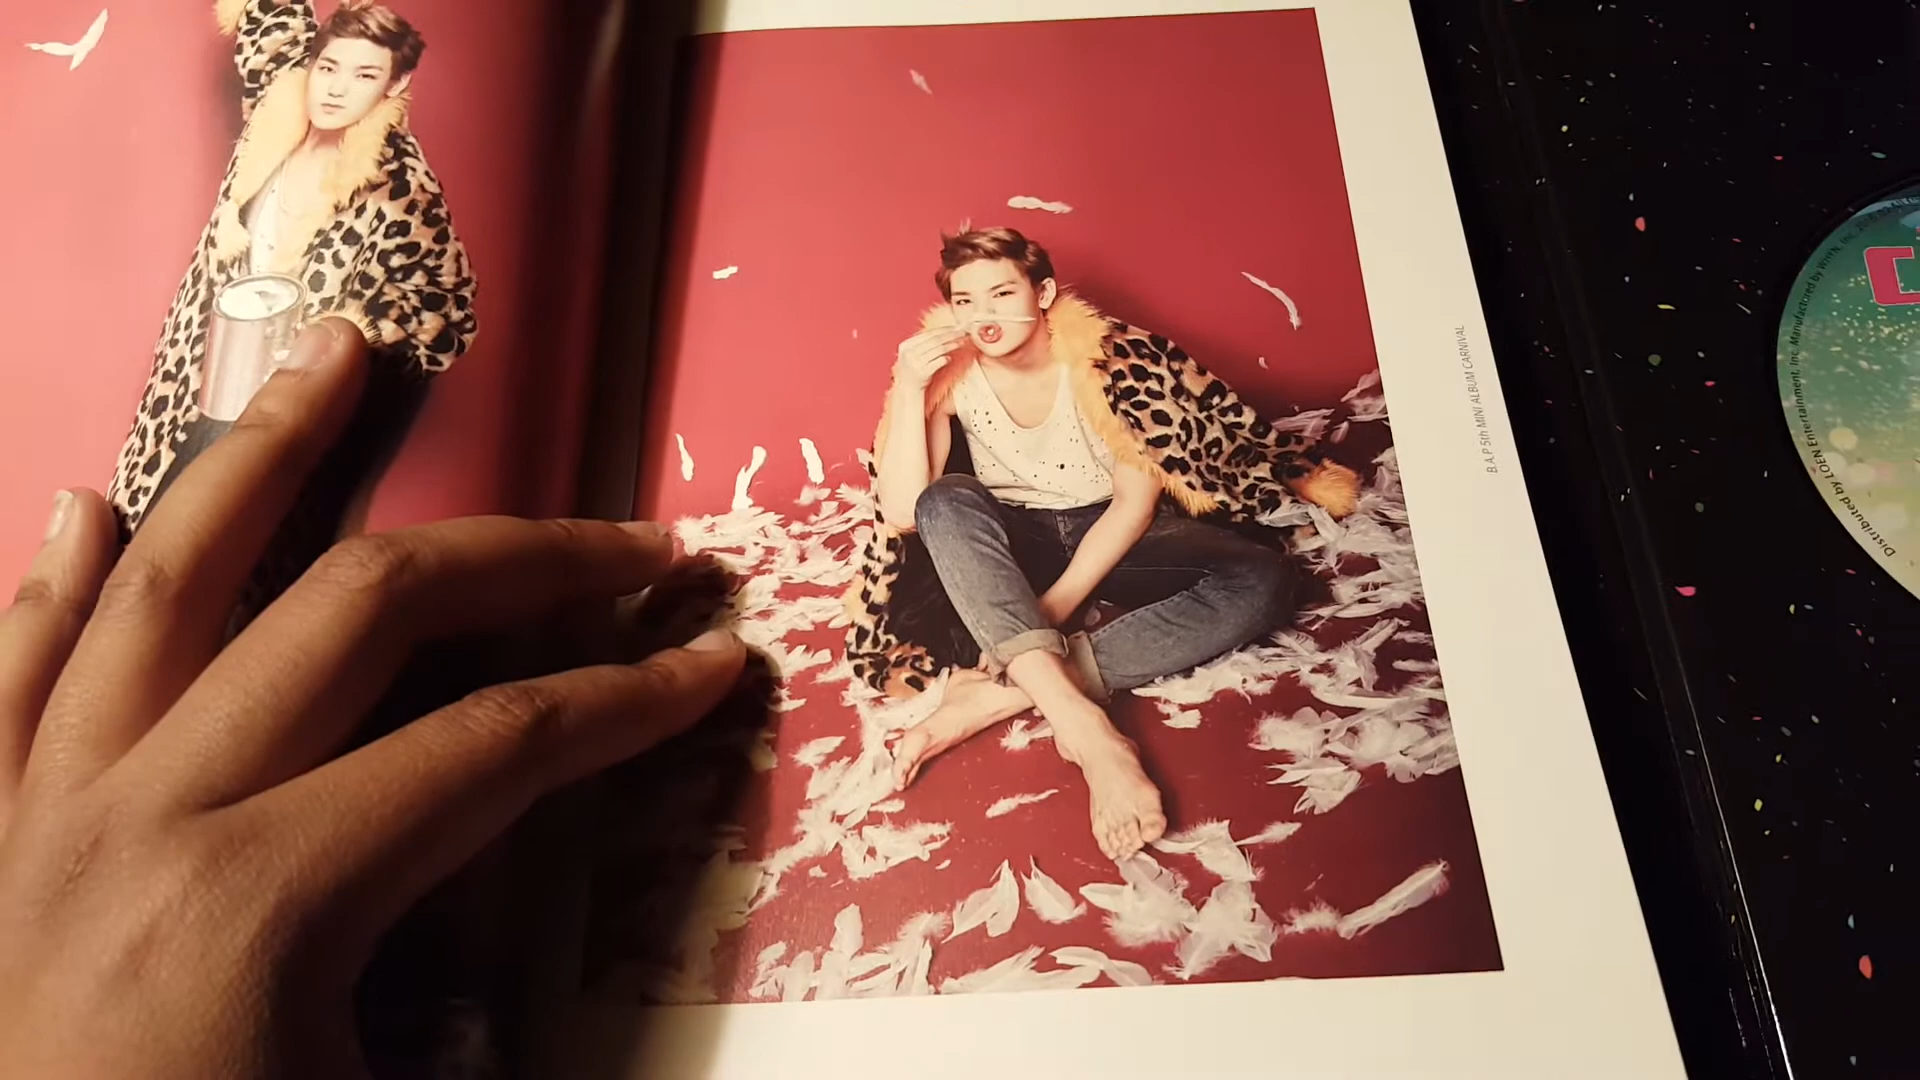 B.A.P 5th MINI ALBUM CARNIVAL
Distributed by LOEN Entertainment, Inc. Manufactured by